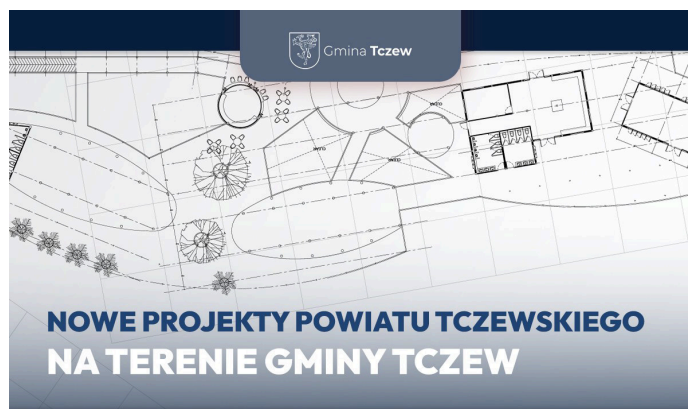 Gmina Tczew
NOWE PROJEKTY POWIATU TCZEWSKIEGO
NA TERENIE GMINY TCZEW